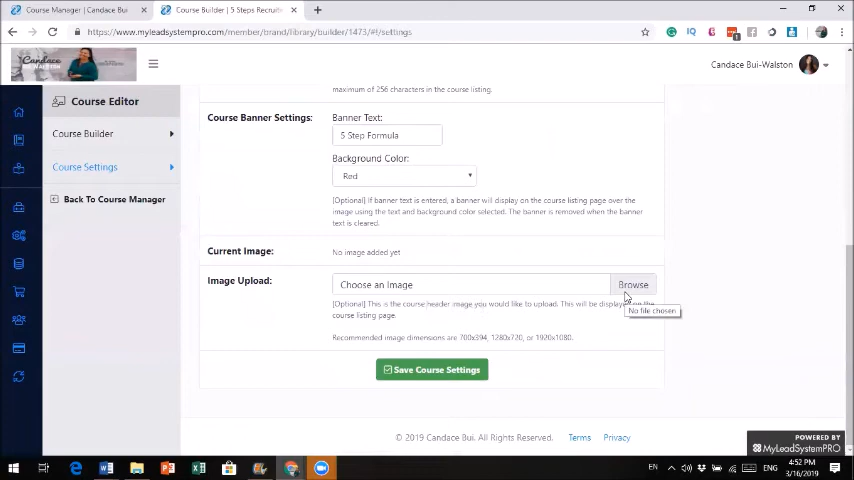 Course Manager | Candace Bui
Course Builder | 5 Steps Recruit
https://www.myleadsystempro.com/member/brand/library/builder/1473/#!/settings
Candace
Bui-Walston
Candace Bui-Walston
Course Editor
Course Builder
Course Settings
Back To Course Manager
maximum of 256 characters in the course listing.
Course Banner Settings:
Banner Text:
5 Step Formula
Background Color:
Red
[Optional] If banner text is entered, a banner will display on the course listing page over the
image using the text and background color selected. The banner is removed when the banner
text is cleared.
Current Image:
No image added yet
Image Upload:
Choose an Image
Browse
[Optional] This is the course header image you would like to upload. This will be display on the
course listing page.
No file chosen
Recommended image dimensions are 700x394, 1280x720, or 1920x1080.
Save Course Settings
© 2019 Candace Bui. All Rights Reserved.
Terms
Privacy
POWERED BY
MyLeadSystemPRO
EN
ENG
4:52 PM
3/16/2019